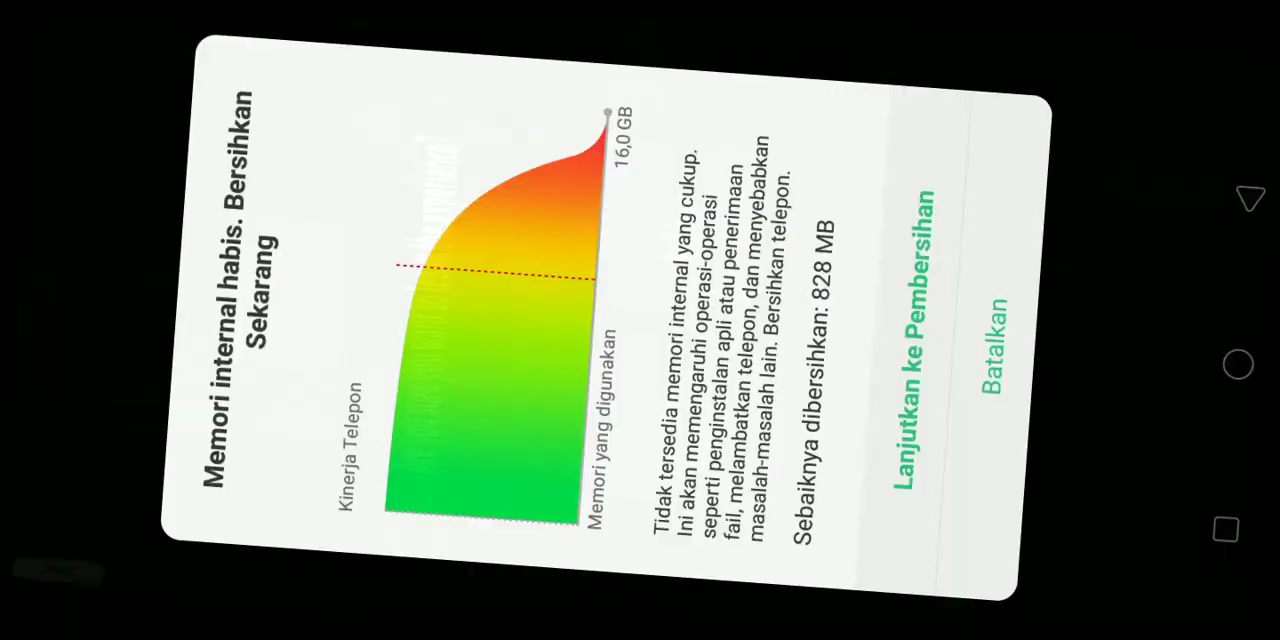 Memori internal habis. Bersihkan
Sekarang
Kinerja Telepon
Memori yang digunakan
16,0 GB
Tidak tersedia memori internal yang cukup.
Ini akan memengaruhi operasi-operasi
seperti penginstalan apli atau penerimaan
fail, melambatkan telepon, dan menyebabkan
masalah-masalah lain. Bersihkan telepon.
Sebaiknya dibersihkan: 828 MB
Lanjutkan ke Pembersihan
Batalkan